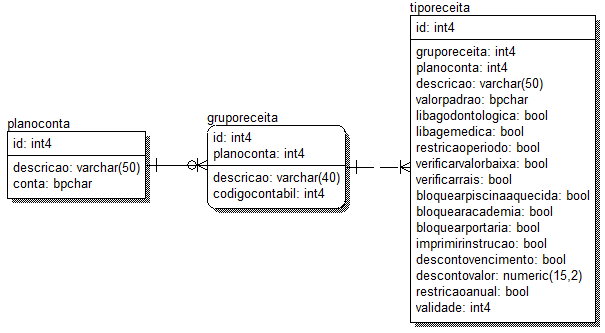 planoconta
id: int4
descricao: varchar(50)
conta: bpchar
gruporeceita
id: int4
planoconta: int4
descricao: varchar(40)
codigocontabil: int4
tiporeceita
id: int4
gruporeceita: int4
planoconta: int4
descricao: varchar(50)
valorpadrao: bpchar
libagodontologica: bool
libagemedica: bool
restricaoperiodo: bool
verificarvalorbaixa: bool
verificarrais: bool
bloquearpiscinaaquecida: bool
bloquearacademia: bool
bloquearportaria: bool
imprimirinstrucao: bool
descontovencimento: bool
descontovalor: numeric(15,2)
restricaoanual: bool
validade: int4